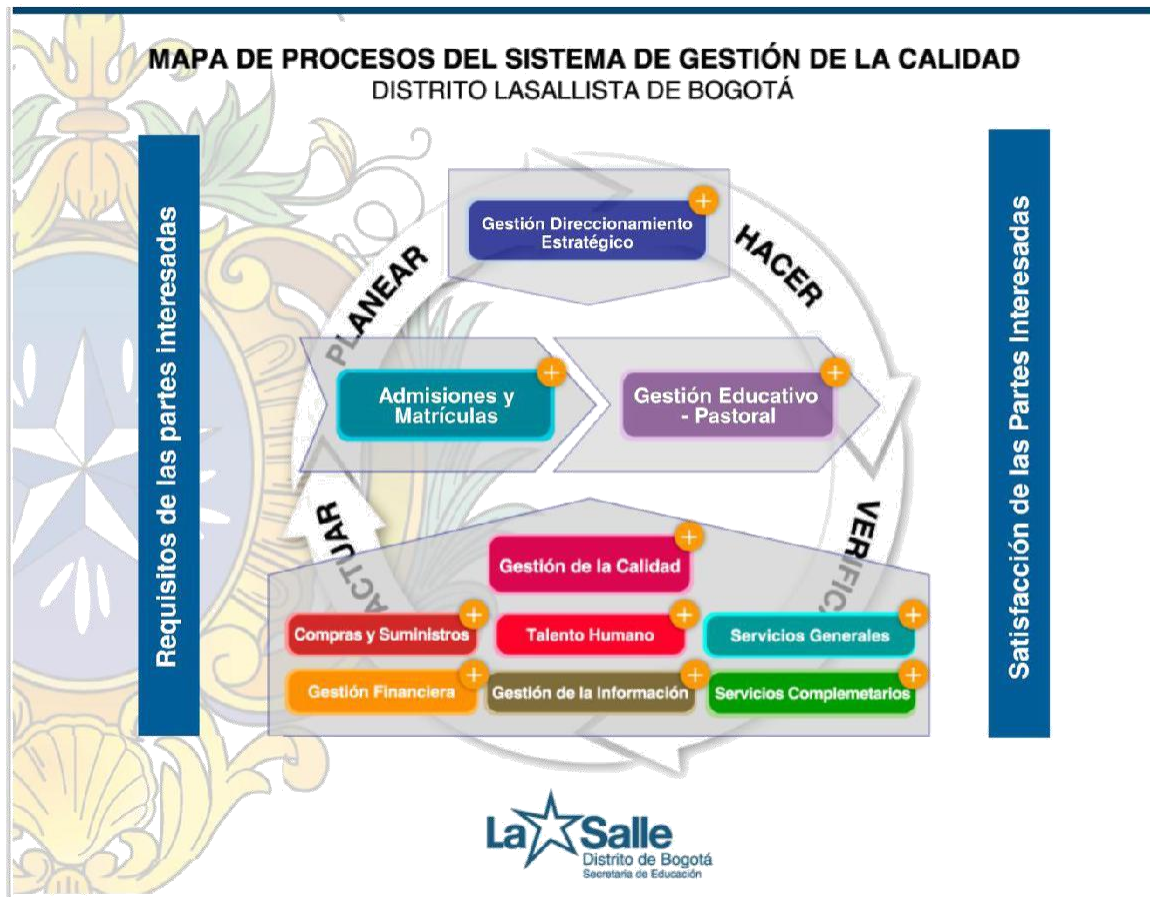 MAPA DE PROCESOS DEL SISTEMA DE GESTIÓN DE LA CALIDAD
DISTRITO LASALLISTA DE BOGOTÁ
Requisitos de las partes interesadas
PLANEAR
HACER
Gestión Direccionamiento
Estratégico
Admisiones y
Matrículas
Gestión Educativo
- Pastoral
ACTUAR
VERIFICA
Gestión de la Calidad
Compras y Suministros
Talento Humano
Servicios Generales
Gestión Financiera
Gestión de la Información
Servicios Complemetarios
Satisfacción de las Partes Interesadas
La Salle
Distrito de Bogotá
Secretaría de Educación